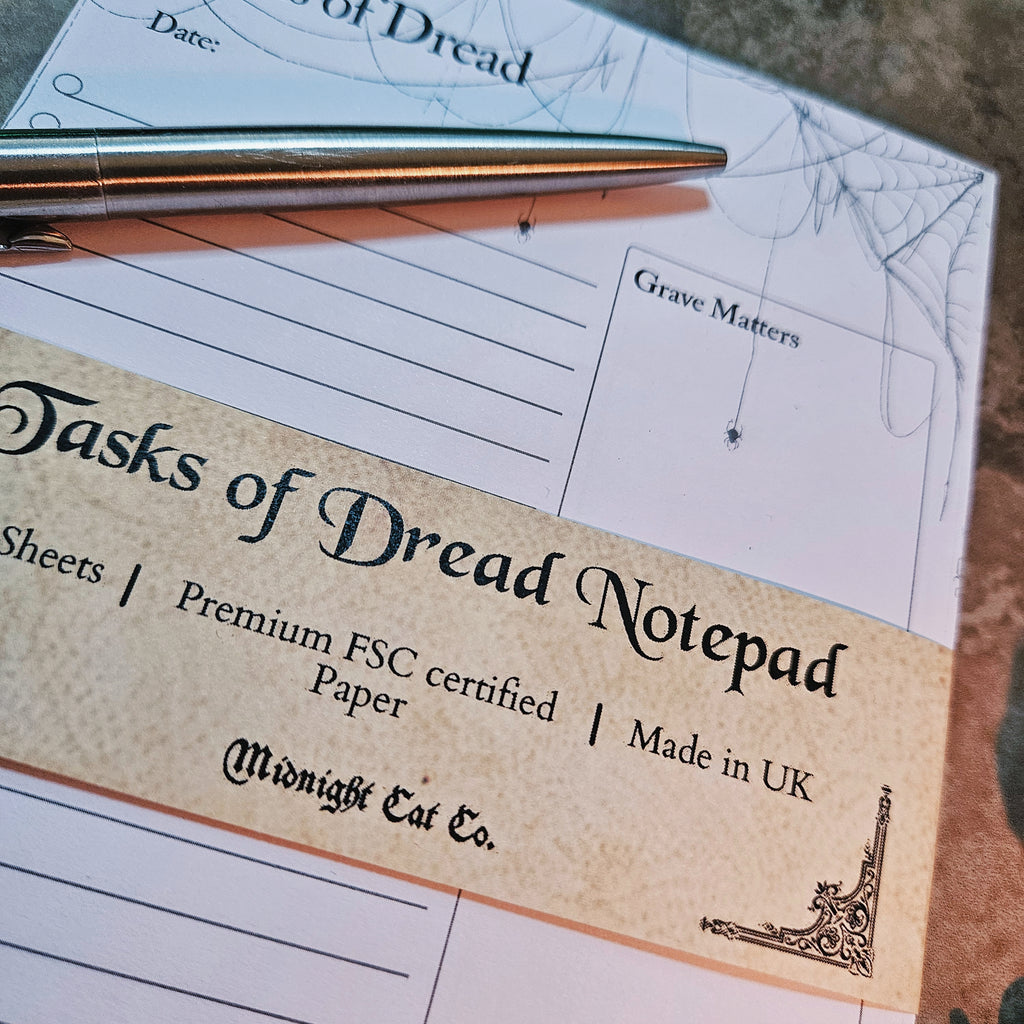 of Dread
Date:
Grave Matters
Tasks of Dread Notepad
Sheets | Premium FSC certified Paper | Made in UK
Midnight Cat Co.